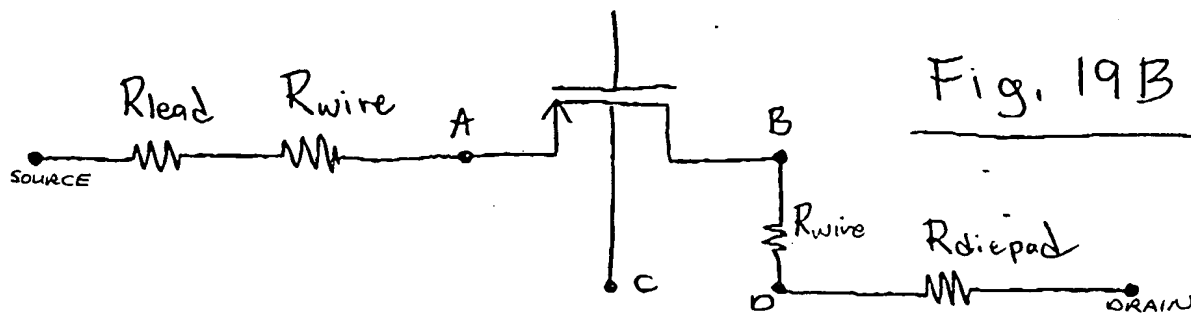 Fig. 19B
Rlead
Rwire
A
B
SOURCE
Rwire
Rdiepad
C
D
DRAIN